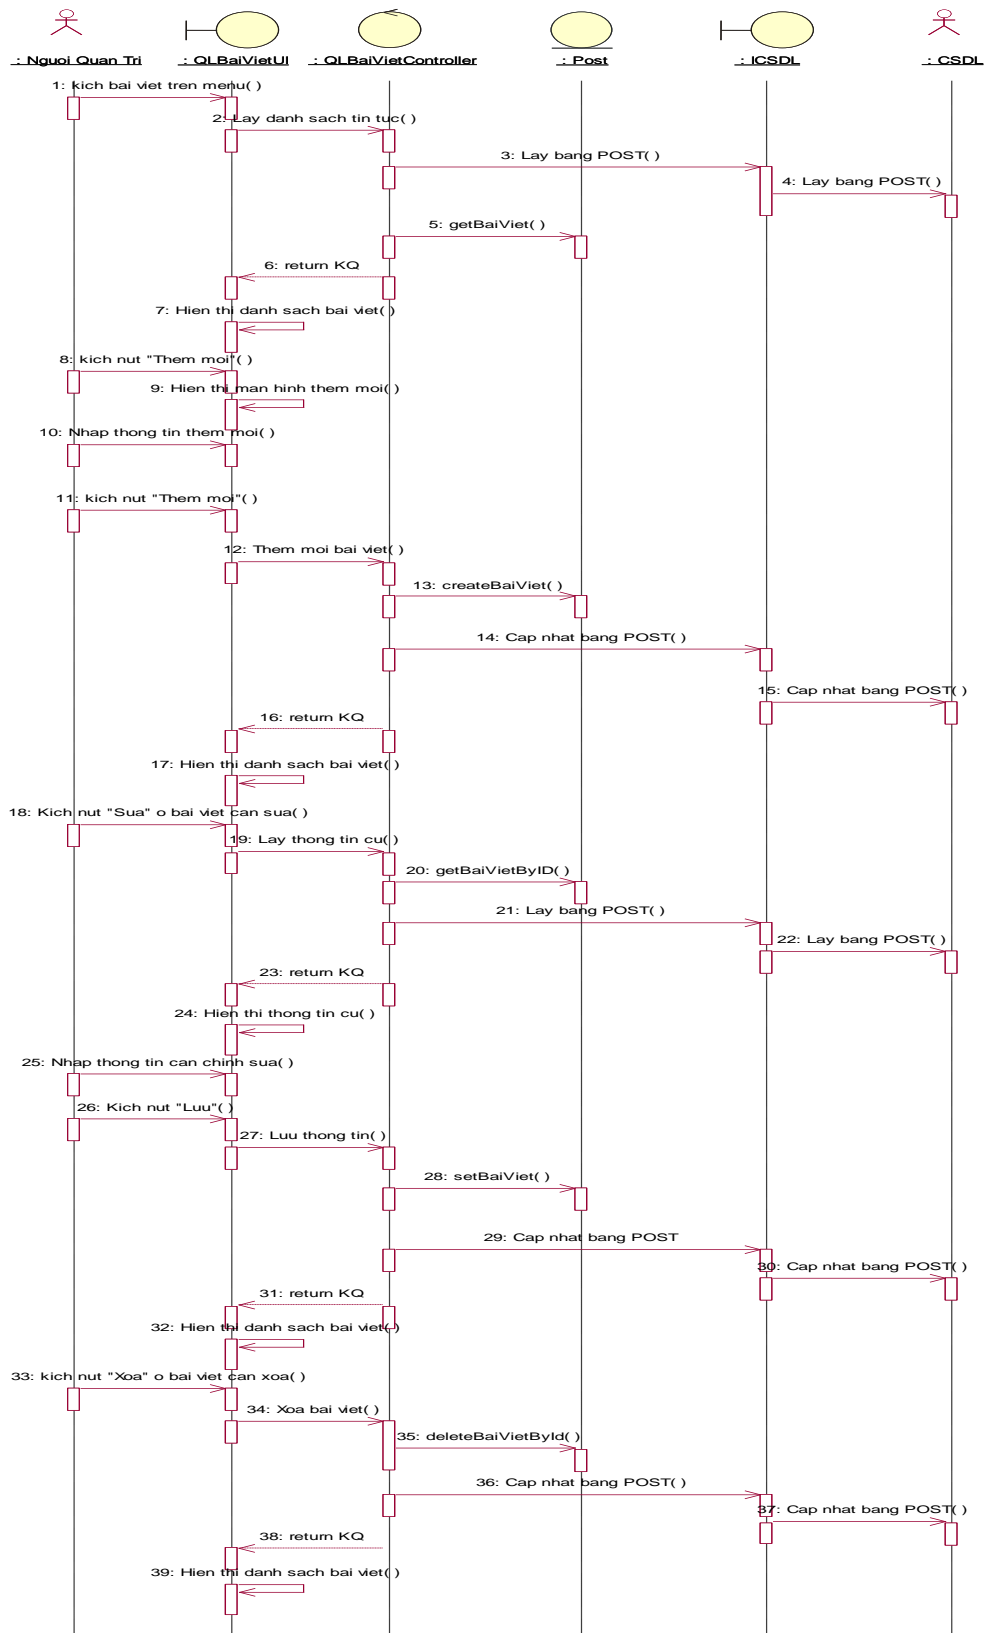 : Nguoi Quan Tri
: QLBaiVietUI
: QLBaiVietController
: Post
: ICSDL
: CSDL
1: kich bai viet tren menu( )
2: Lay danh sach tin tuc( )
3: Lay bang POST( )
4: Lay bang POST( )
5: getBaiViet( )
6: return KQ
7: Hien thi danh sach bai viet( )
8: kich nut "Them moi"( )
9: Hien thi man hinh them moi( )
10: Nhap thong tin them moi( )
11: kich nut "Them moi"( )
12: Them moi bai viet( )
13: createBaiViet( )
14: Cap nhat bang POST( )
15: Cap nhat bang POST( )
16: return KQ
17: Hien thi danh sach bai viet( )
18: Kich nut "Sua" o bai viet can sua( )
19: Lay thong tin cu( )
20: getBaiVietByID( )
21: Lay bang POST( )
22: Lay bang POST( )
23: return KQ
24: Hien thi thong tin cu( )
25: Nhap thong tin can chinh sua( )
26: Kich nut "Luu"( )
27: Luu thong tin( )
28: setBaiViet( )
29: Cap nhat bang POST
30: Cap nhat bang POST( )
31: return KQ
32: Hien thi danh sach bai viet( )
33: kich nut "Xoa" o bai viet can xoa( )
34: Xoa bai viet( )
35: deleteBaiVietById( )
36: Cap nhat bang POST( )
37: Cap nhat bang POST( )
38: return KQ
39: Hien thi danh sach bai viet( )